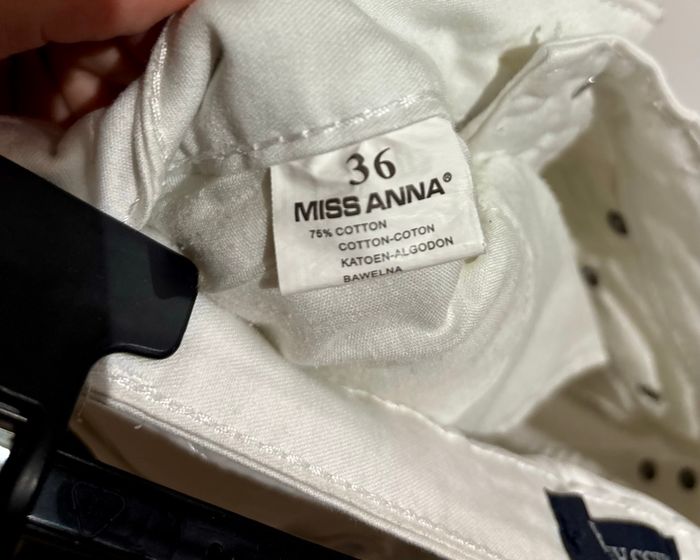 36
MISS ANNA®
75% COTTON
COTTON-COTON
KATOEN-ALGODON
BAWELNA